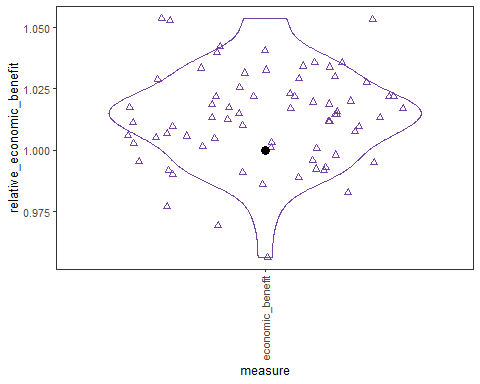 relative_economic_benefit
1.050
1.025
1.000
0.975
economic_benefit
measure